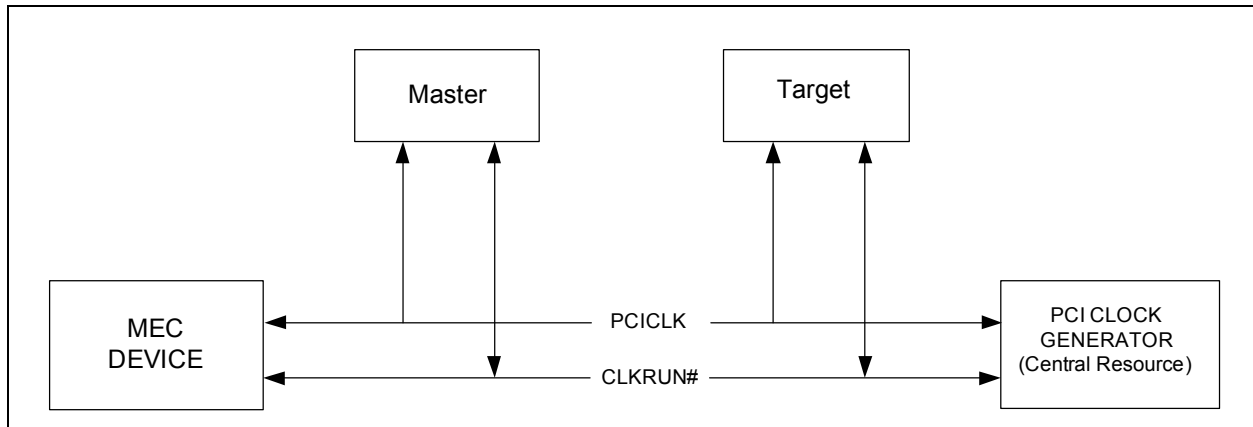 Master
Target
MEC
DEVICE
PCICLK
CLKRUN#
PCI CLOCK
GENERATOR
(Central Resource)